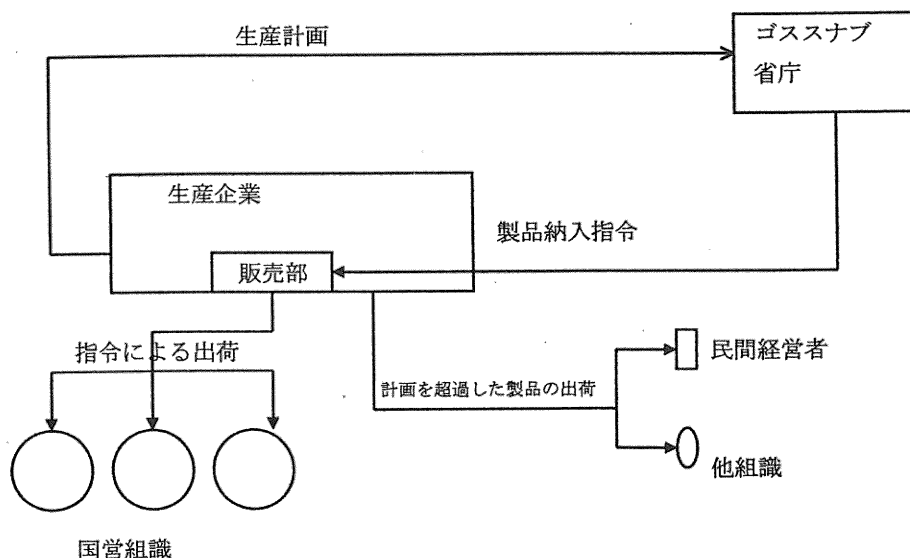 生産計画
ゴススナブ
省庁
生産企業
製品納入指令
販売部
指令による出荷
民間経営者
計画を超過した製品の出荷
他組織
国営組織